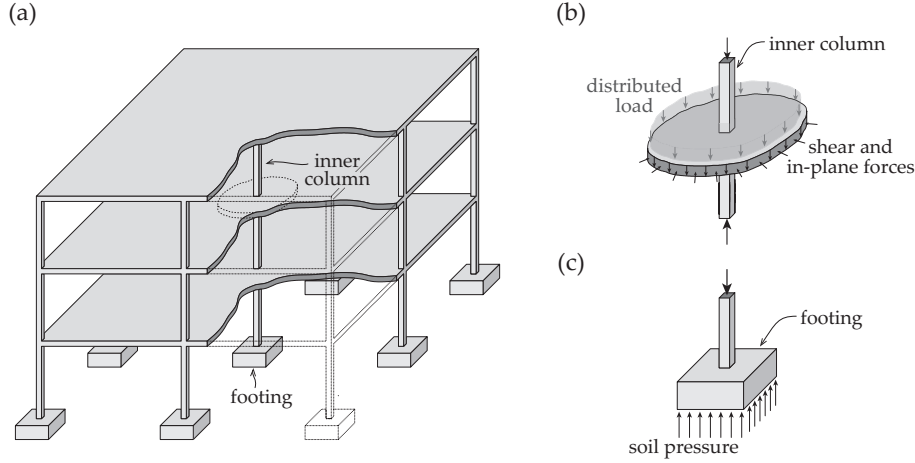 (a)
inner
column
footing
(b)
inner column
distributed
load
shear and
in-plane forces
(c)
footing
soil pressure